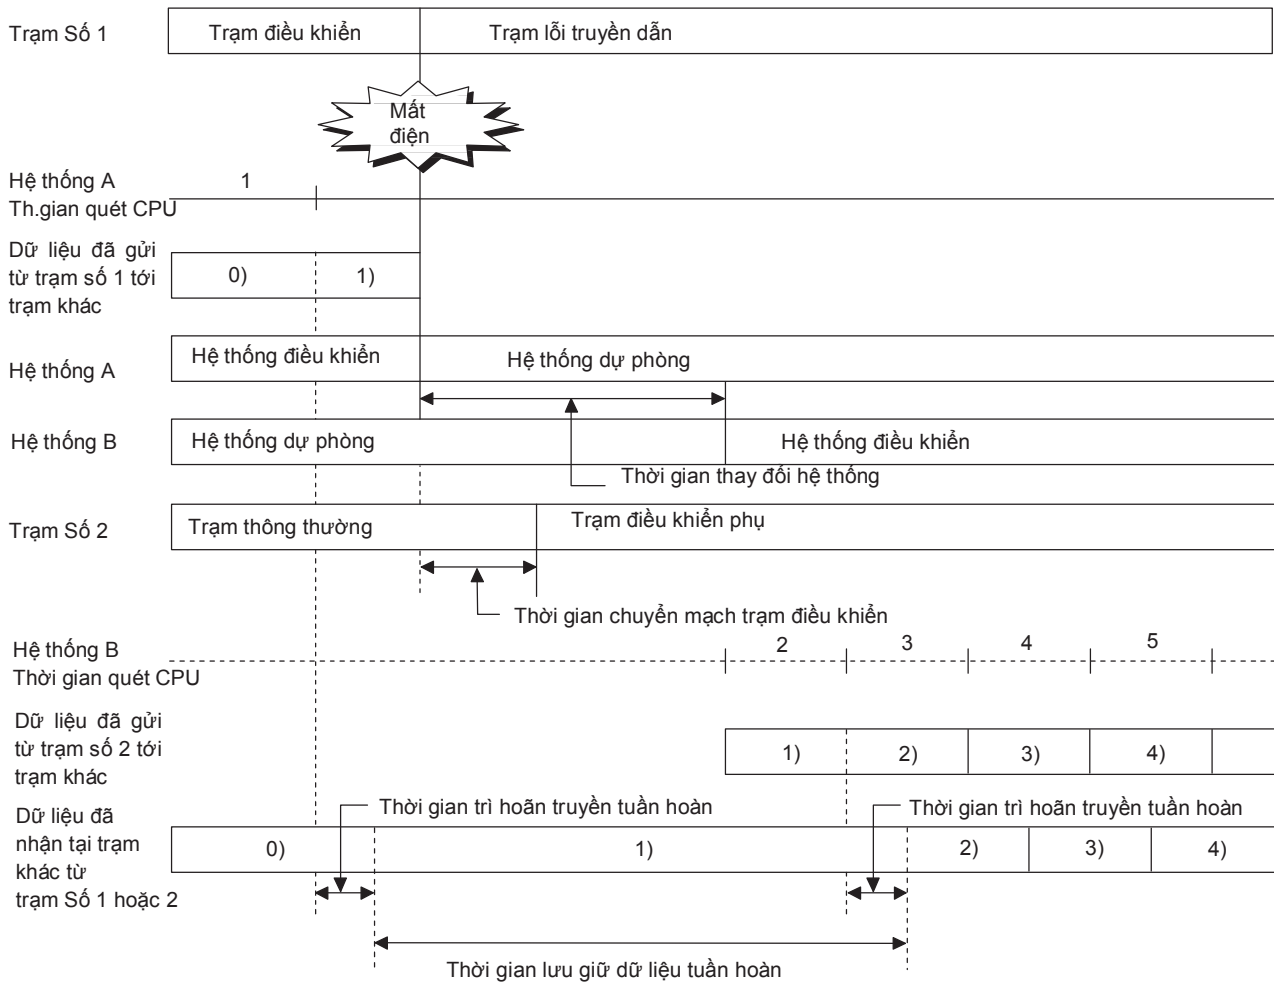 Trạm Số 1
Trạm điều khiển
Trạm lỗi truyền dẫn
Mất
điện
Hệ thống A
Th.gian quét CPU
1
Dữ liệu đã gửi
từ trạm số 1 tới
trạm khác
0)
1)
Hệ thống A
Hệ thống điều khiển
Hệ thống dự phòng
Hệ thống B
Hệ thống dự phòng
Hệ thống điều khiển
Thời gian thay đổi hệ thống
Trạm Số 2
Trạm thông thường
Trạm điều khiển phụ
Thời gian chuyển mạch trạm điều khiển
Hệ thống B
Thời gian quét CPU
2
3
4
5
Dữ liệu đã gửi
từ trạm số 2 tới
trạm khác
1)
2)
3)
4)
Thời gian trì hoãn truyền tuần hoàn
Thời gian trì hoãn truyền tuần hoàn
Dữ liệu đã
nhận tại trạm
khác từ
trạm Số 1 hoặc 2
0)
1)
2)
3)
4)
Thời gian lưu giữ dữ liệu tuần hoàn